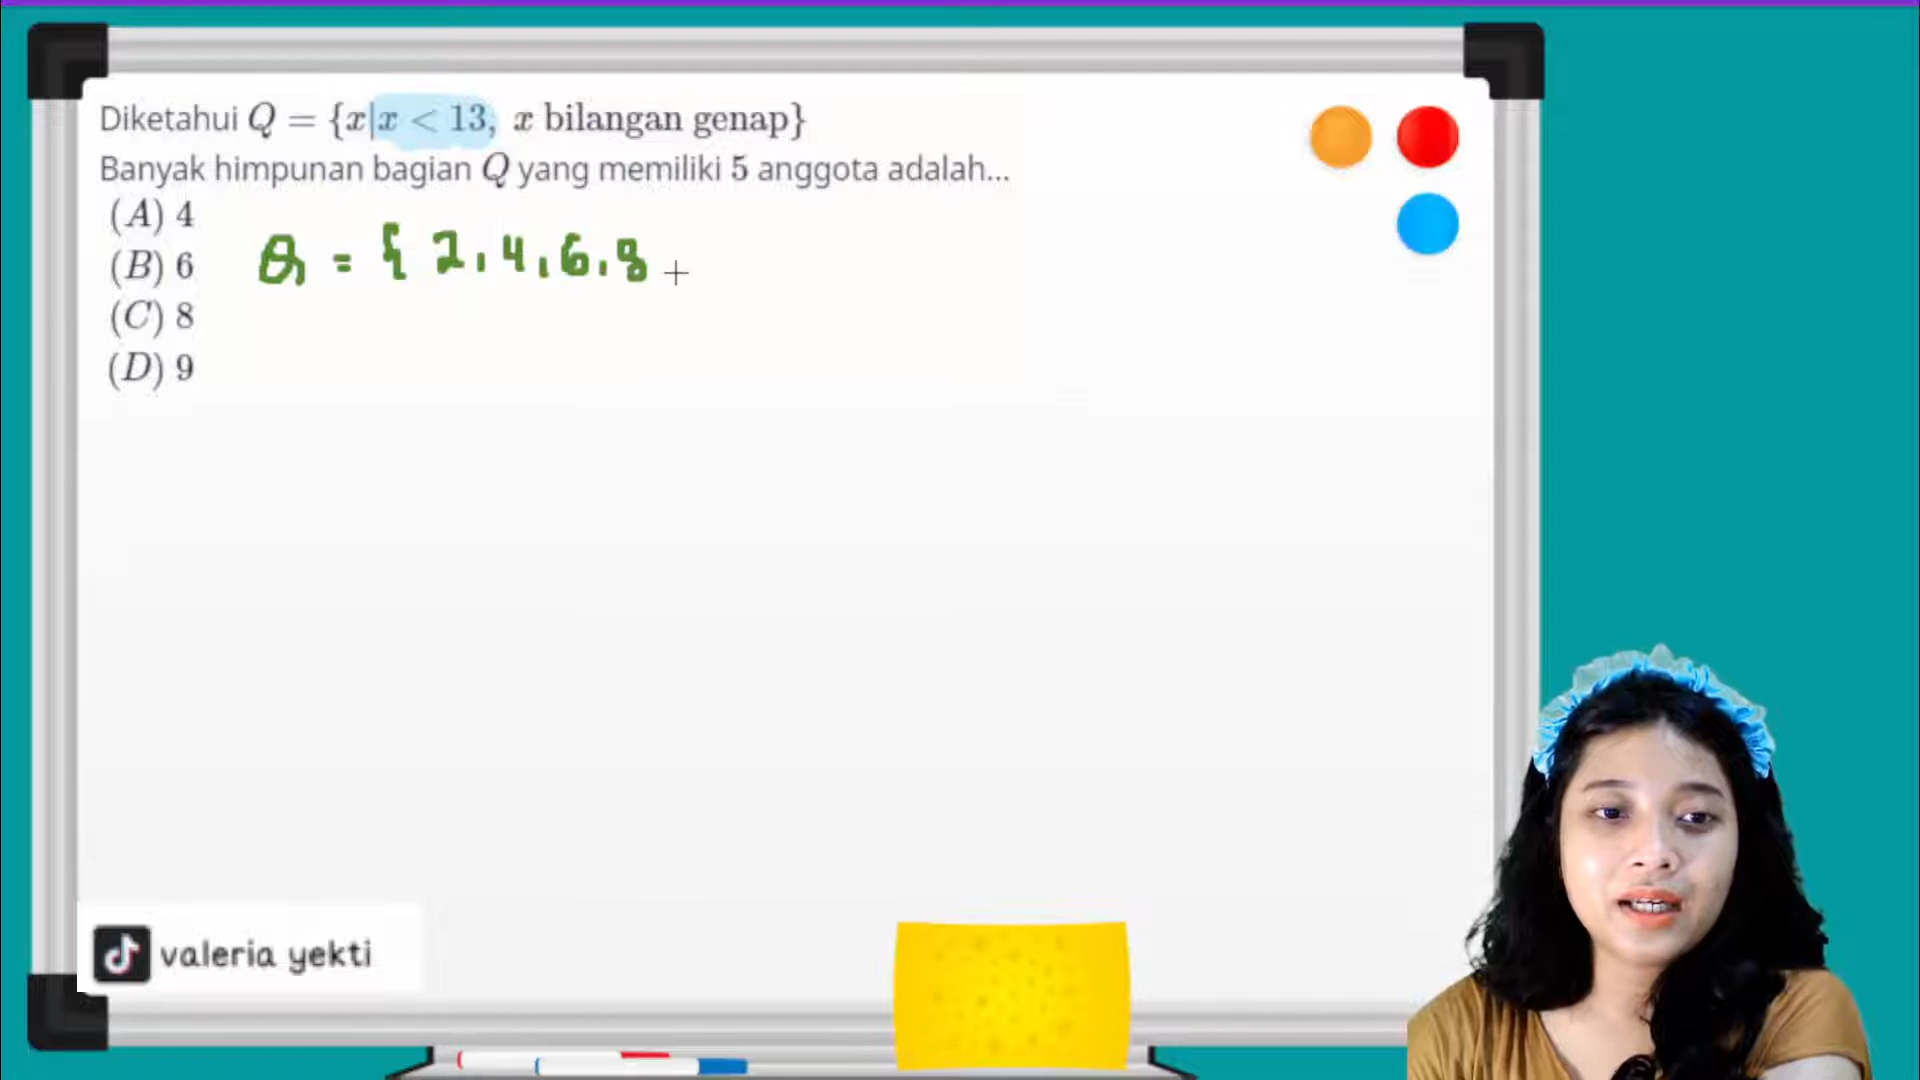 Diketahui Q = {x|x < 13, x bilangan genap}
Banyak himpunan bagian Q yang memiliki 5 anggota adalah...
(A) 4
(B) 6
(C) 8
(D) 9
Q = { 2, 4, 6, 8
valeria yekti